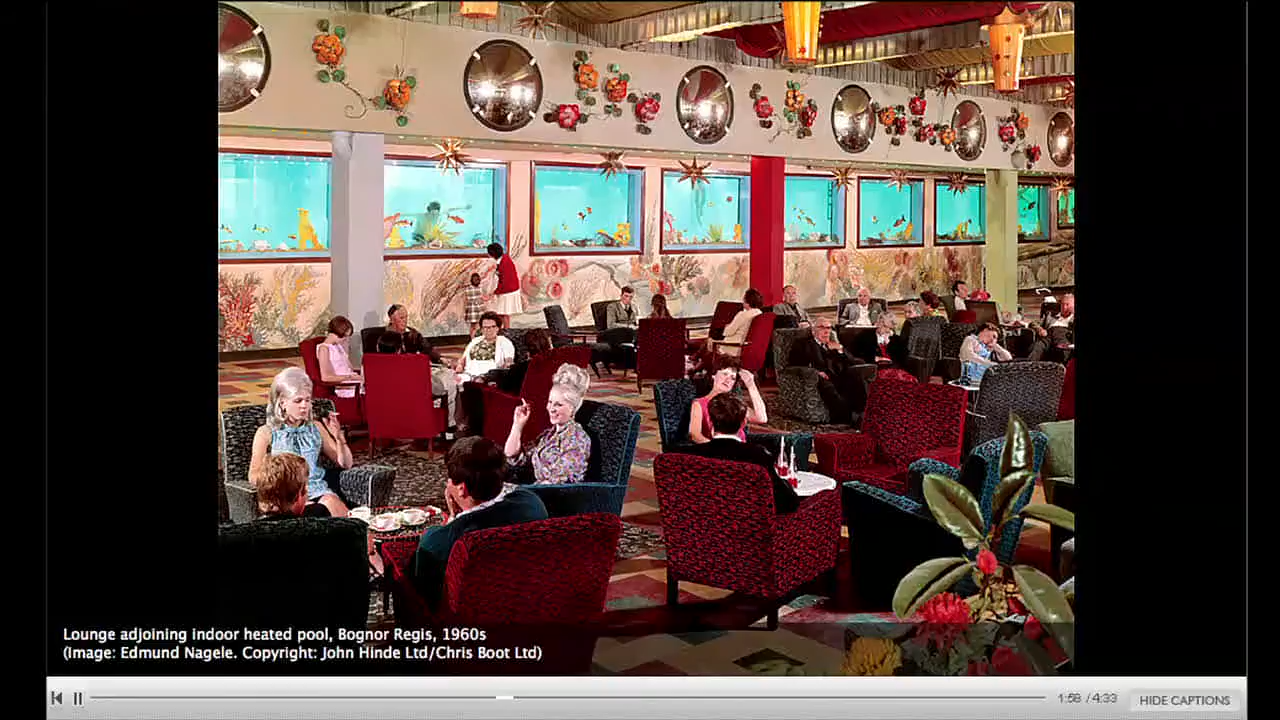 Lounge adjoining indoor heated pool, Bognor Regis, 1960s
(Image: Edmund Nagele. Copyright: John Hinde Ltd/Chris Boot Ltd)
1:58 / 4:33 HIDE CAPTIONS